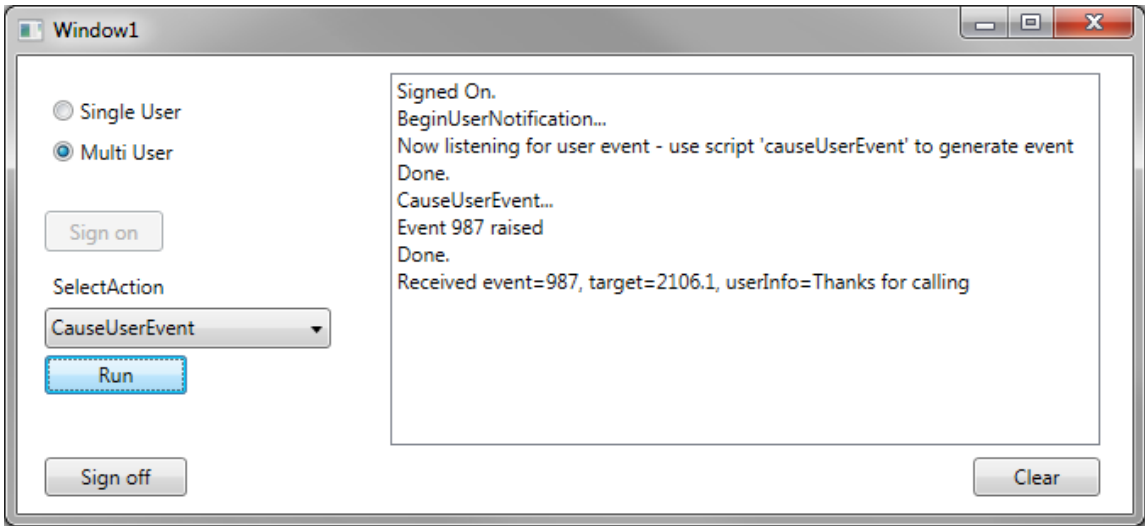 Window1
Single User
Multi User
Sign on
SelectAction
CauseUserEvent
Run
Sign off
Signed On.
BeginUserNotification...
Now listening for user event - use script 'causeUserEvent' to generate event
Done.
CauseUserEvent...
Event 987 raised
Done.
Received event=987, target=2106.1, userInfo=Thanks for calling
Clear